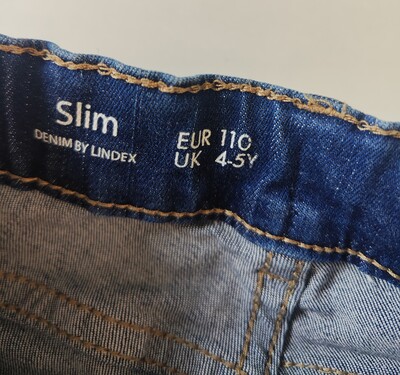 Slim
DENIM BY LINDEX
EUR 110
UK 4-5Y